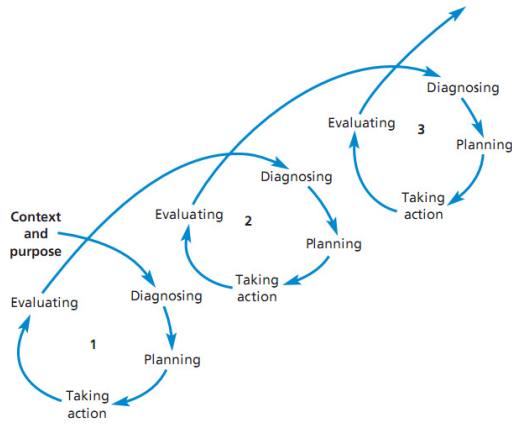 Diagnosing
Evaluating
3
Planning
Taking
action
Diagnosing
Evaluating
2
Planning
Taking
action
Context
and
purpose
Evaluating
Diagnosing
1
Planning
Taking
action